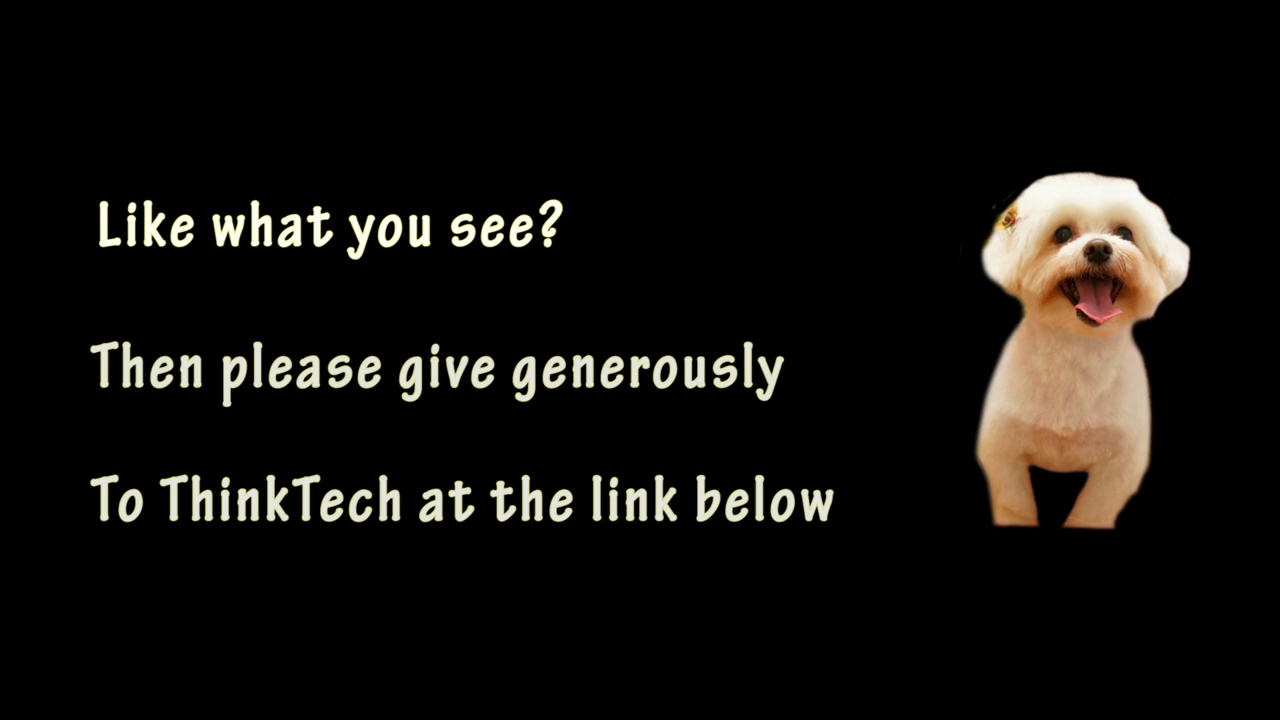 Like what you see?
Then please give generously
To ThinkTech at the link below